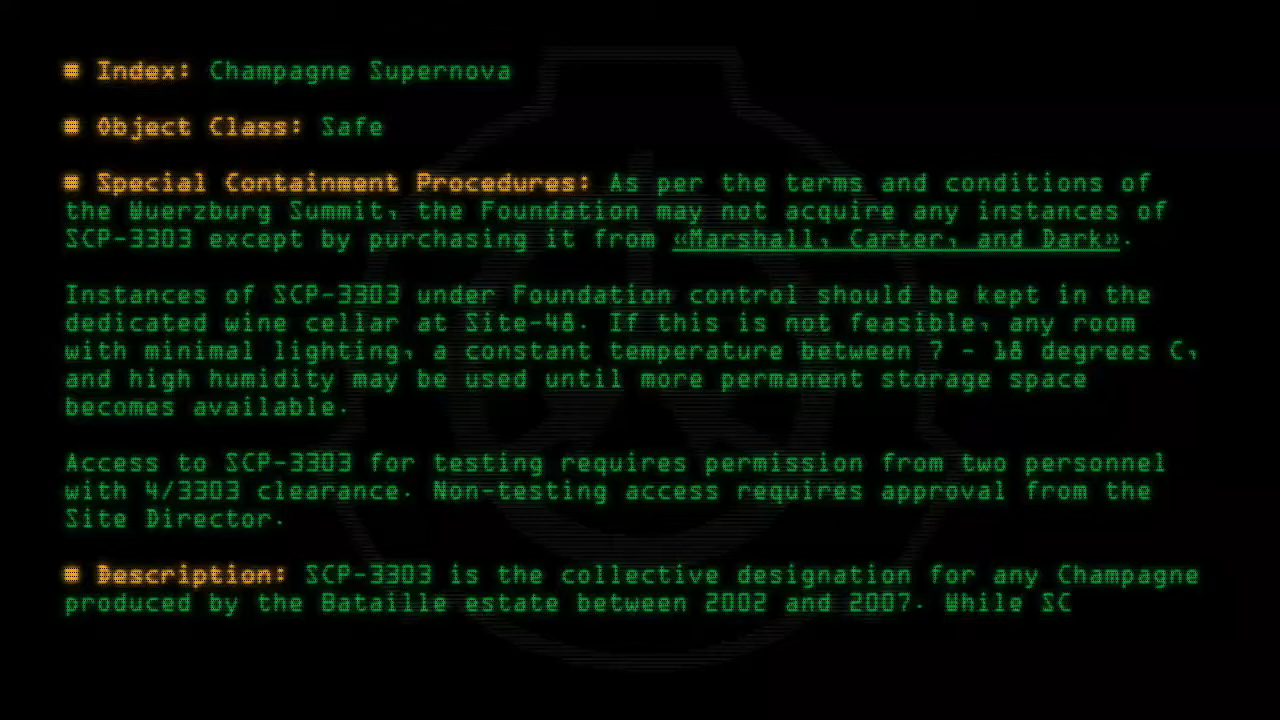 ■ Index: Champagne Supernova
■ Object Class: Safe
■ Special Containment Procedures: As per the terms and conditions of
the Wuerzburg Summit, the Foundation may not acquire any instances of
SCP-3303 except by purchasing it from «Marshall, Carter, and Dark».
Instances of SCP-3303 under Foundation control should be kept in the
dedicated wine cellar at Site-48. If this is not feasible, any room
with minimal lighting, a constant temperature between 7 - 18 degrees C,
and high humidity may be used until more permanent storage space
becomes available.
Access to SCP-3303 for testing requires permission from two personnel
with 4/3303 clearance. Non-testing access requires approval from the
Site Director.
■ Description: SCP-3303 is the collective designation for any Champagne
produced by the Bataille estate between 2002 and 2007. While SC